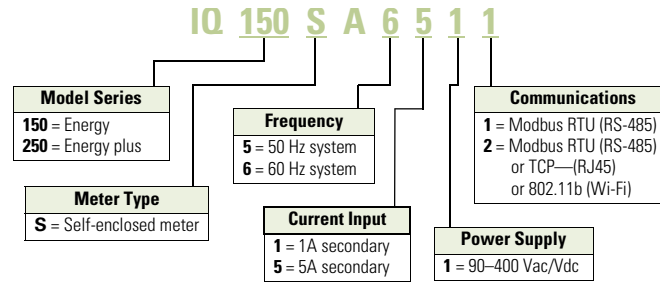 IQ 150 S A 6 5 1 1
Model Series
150 = Energy
250 = Energy plus
Meter Type
S = Self-enclosed meter
Frequency
5 = 50 Hz system
6 = 60 Hz system
Current Input
1 = 1A secondary
5 = 5A secondary
Power Supply
1 = 90–400 Vac/Vdc
Communications
1 = Modbus RTU (RS-485)
2 = Modbus RTU (RS-485)
or TCP—(RJ45)
or 802.11b (Wi-Fi)